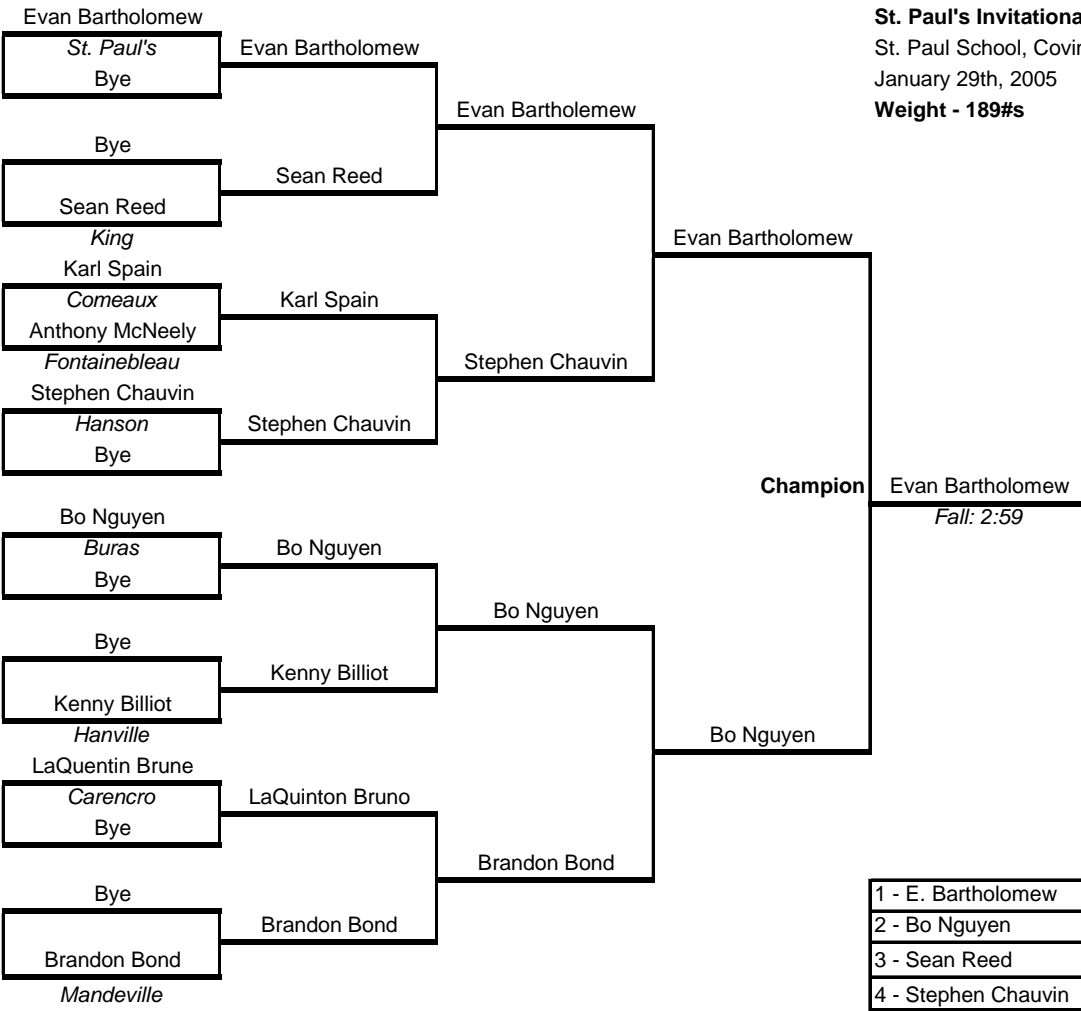 Evan Bartholomew
St. Paul's
Bye
Bye
Sean Reed
King
Karl Spain
Comeaux
Anthony McNeely
Fontainebleau
Stephen Chauvin
Hanson
Bye
Bo Nguyen
Buras
Bye
Bye
Kenny Billiot
Hanville
LaQuentin Brune
Carencro
Bye
Bye
Brandon Bond
Mandeville
Evan Bartholomew
Sean Reed
Karl Spain
Stephen Chauvin
Bo Nguyen
Kenny Billiot
LaQuinton Bruno
Brandon Bond
Evan Bartholemew
Stephen Chauvin
Bo Nguyen
Brandon Bond
Evan Bartholomew
Bo Nguyen
Champion
Evan Bartholomew
Fall: 2:59
St. Paul's Invitationa
St. Paul School, Covin
January 29th, 2005
Weight - 189#s
1 - E. Bartholomew
2 - Bo Nguyen
3 - Sean Reed
4 - Stephen Chauvin